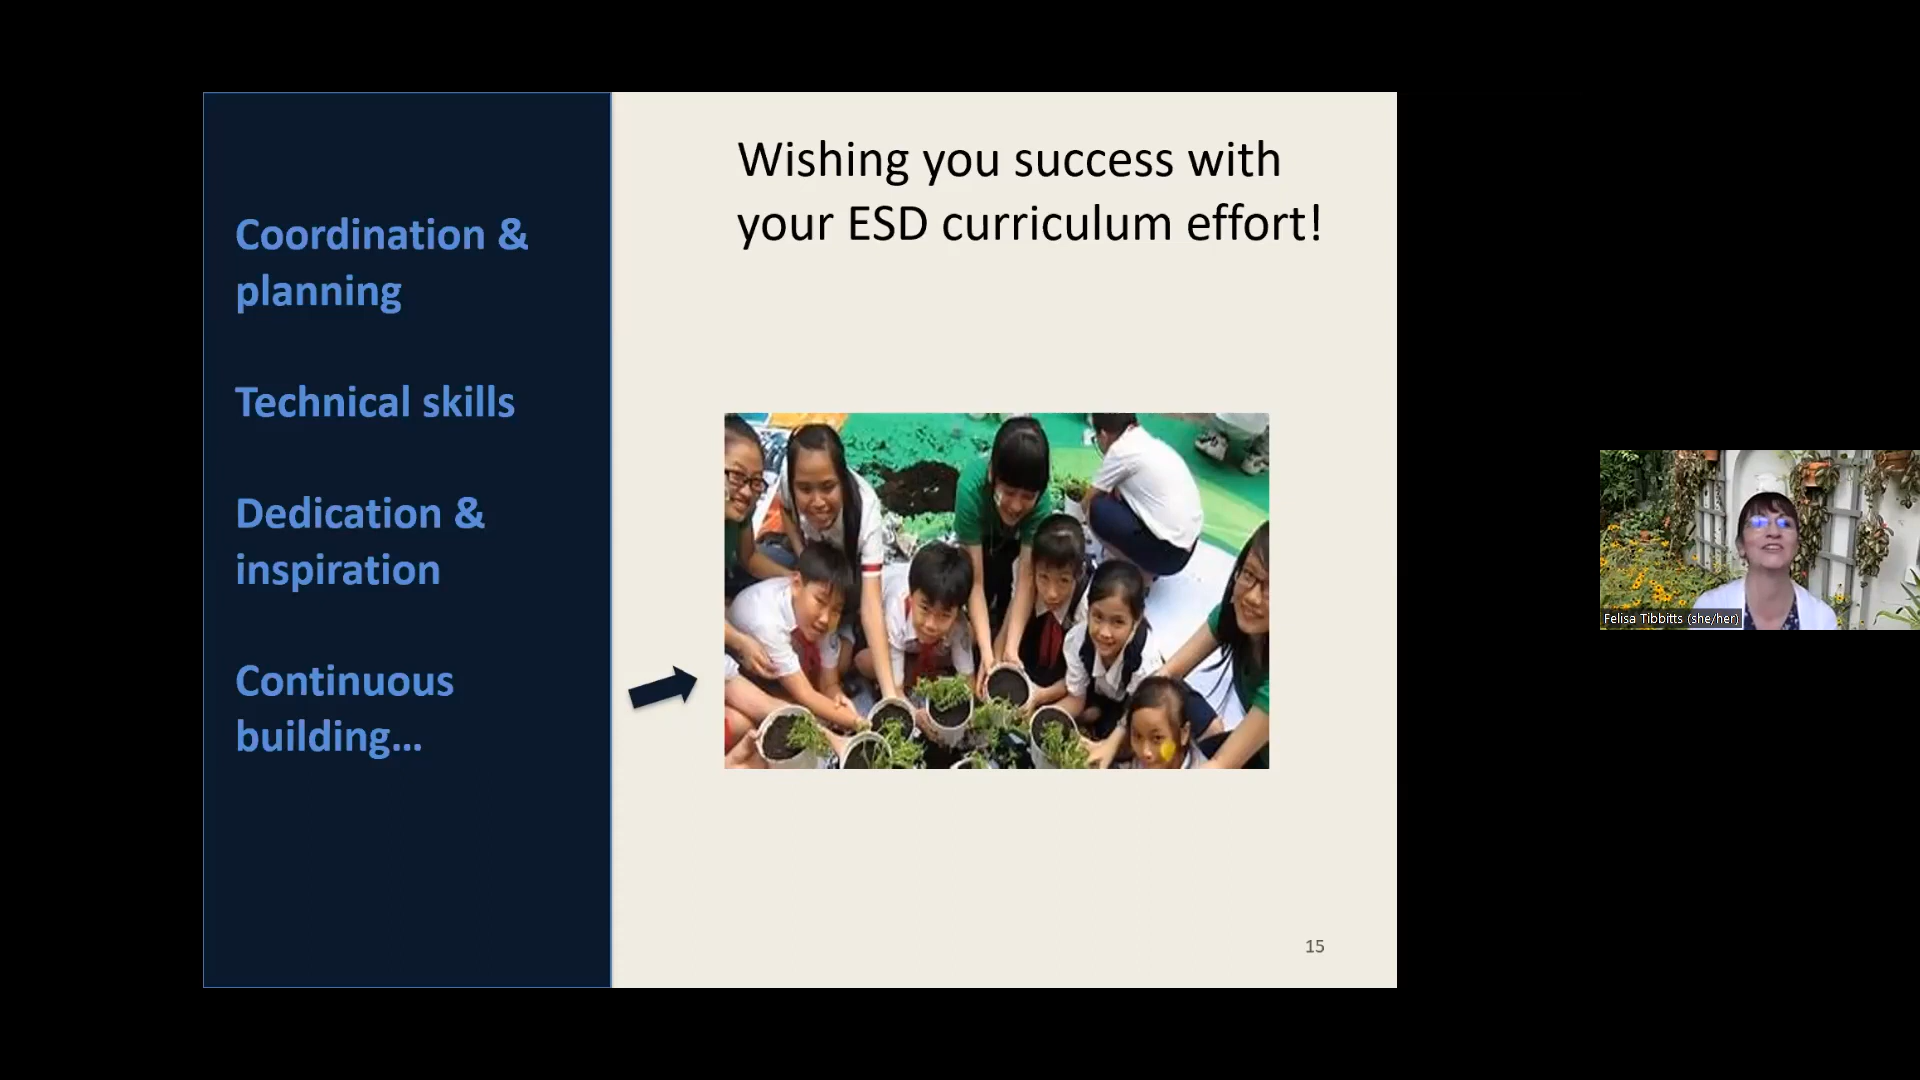 Coordination &
planning
Technical skills
Dedication &
inspiration
Continuous
building...
Wishing you success with
your ESD curriculum effort!
15
Felisa Tibbitts (she/her)